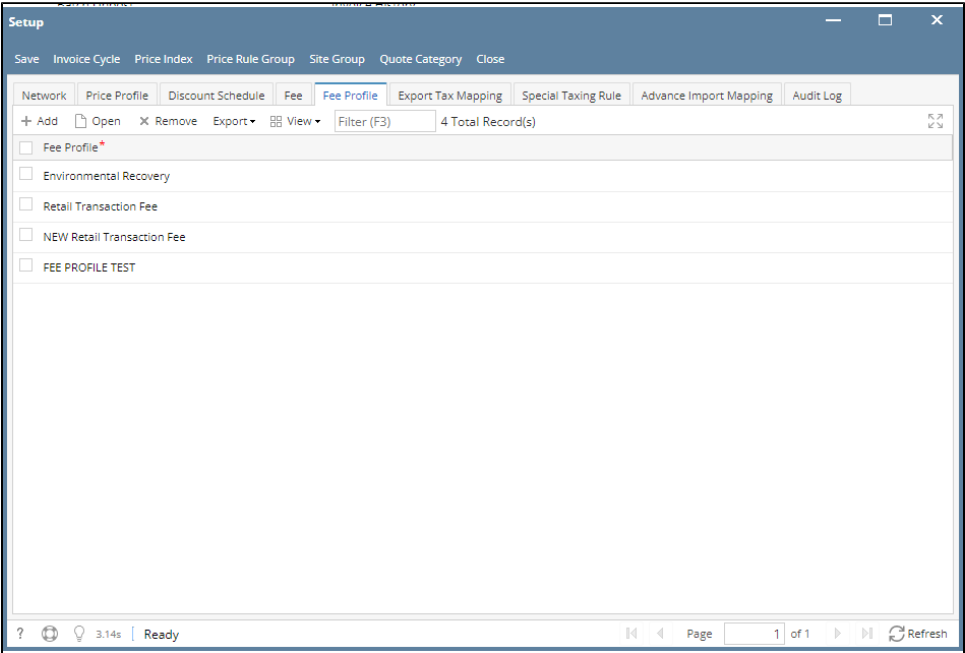 Setup
Save Invoice Cycle Price Index Price Rule Group Site Group Quote Category Close
Network Price Profile Discount Schedule Fee Fee Profile Export Tax Mapping Special Taxing Rule Advance Import Mapping Audit Log
+ Add Open X Remove Export View Filter (F3) 4 Total Record(s)
Fee Profile*
Environmental Recovery
Retail Transaction Fee
NEW Retail Transaction Fee
FEE PROFILE TEST
? 3.14s Ready Page 1 of 1 Refresh